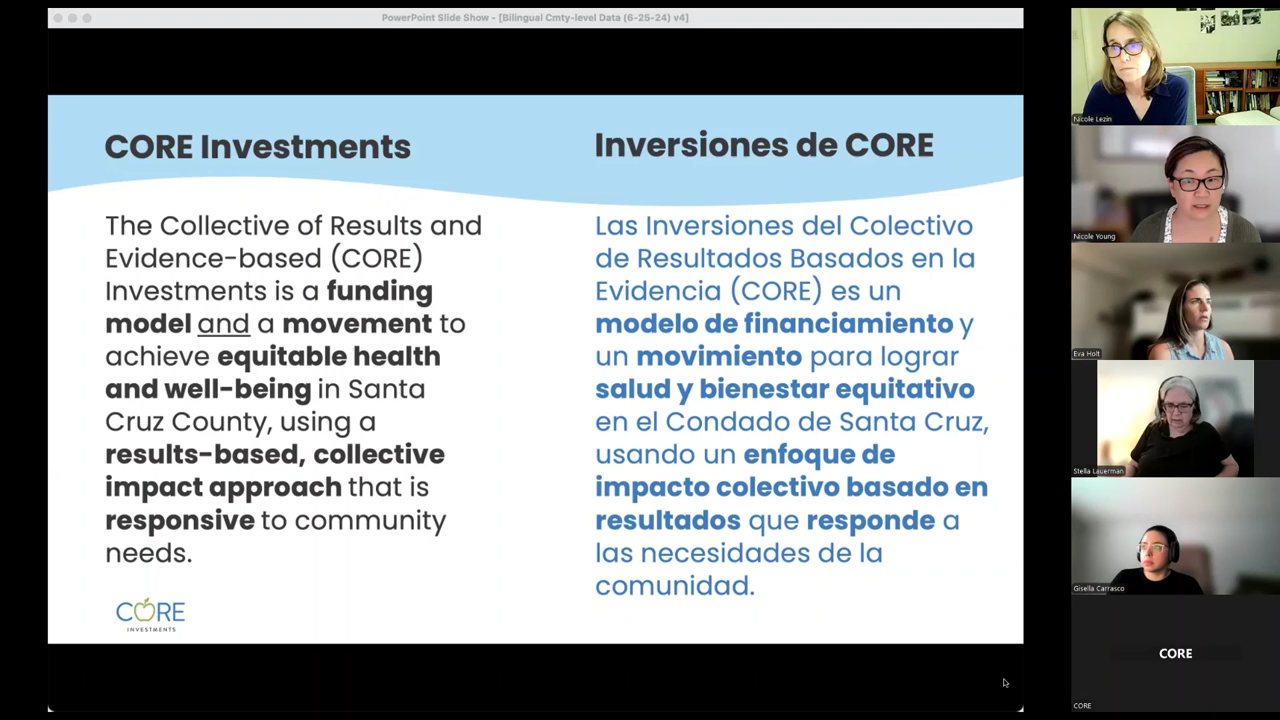 PowerPoint Slide Show - [Bilingual Cmty-level Data (6-25-24) v4]
CORE Investments
The Collective of Results and
Evidence-based (CORE)
Investments is a funding
model and a movement to
achieve equitable health
and well-being in Santa
Cruz County, using a
results-based, collective
impact approach that is
responsive to community
needs.
CORE
INVESTMENTS
Inversiones de CORE
Las Inversiones del Colectivo
de Resultados Basados en la
Evidencia (CORE) es un
modelo de financiamiento y
un movimiento para lograr
salud y bienestar equitativo
en el Condado de Santa Cruz,
usando un enfoque de
impacto colectivo basado en
resultados que responde a
las necesidades de la
comunidad.
Nicole Lezin
Nicole Young
Eva Holt
Stella Lauerman
Gisella Carrasco
CORE
CORE